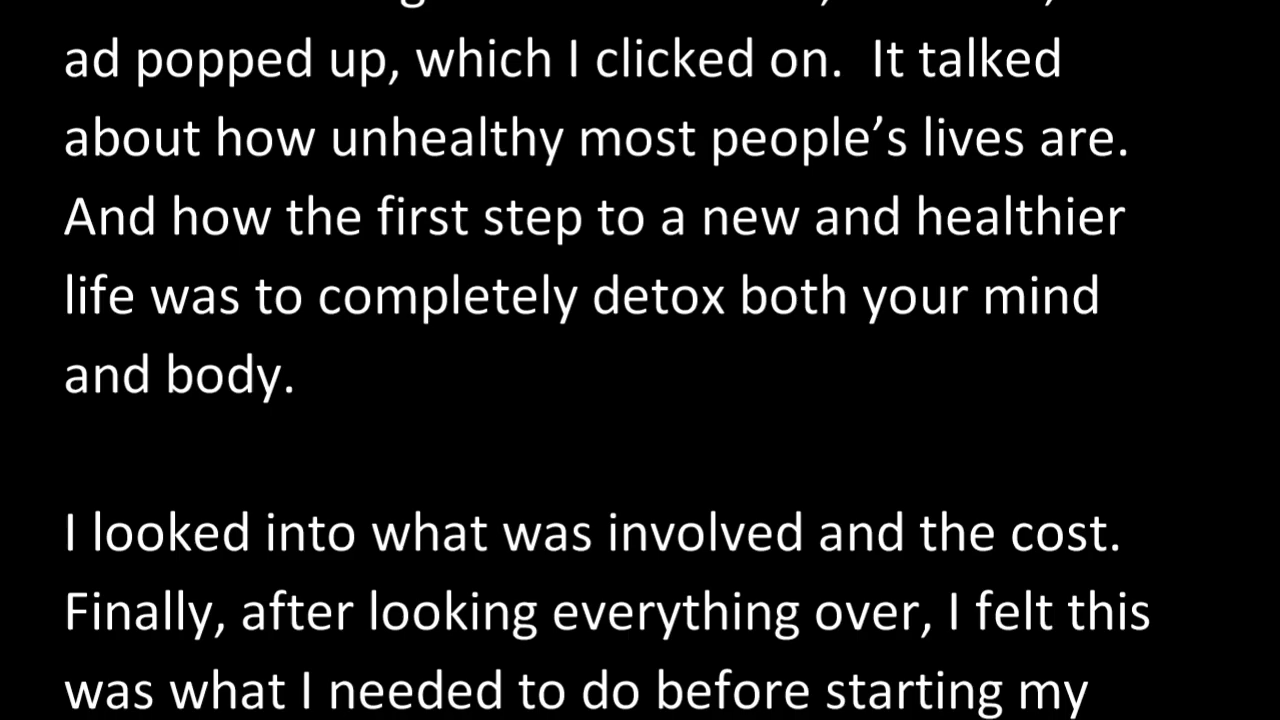 ad popped up, which I clicked on.  It talked
about how unhealthy most people’s lives are.
And how the first step to a new and healthier
life was to completely detox both your mind
and body.
I looked into what was involved and the cost.
Finally, after looking everything over, I felt this
was what I needed to do before starting my